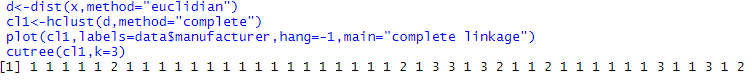 d<-dist(x,method="euclidian")
cl1<-hclust(d,method="complete")
plot(cl1,labels=data$manufacturer,hang=-1,main="complete linkage")
cutree(cl1,k=3)
[1] 1 1 1 1 1 2 1 1 1 1 1 1 1 1 1 1 1 1 1 1 1 1 1 2 1 3 3 1 3 2 1 1 2 1 1 1 1 1 1 3 1 1 3 1 2